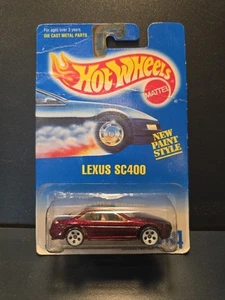 For ages over 3 years
DIE CAST METAL PARTS
Hot Wheels
MATTEL
NEW
PAINT
STYLE
LEXUS SC400